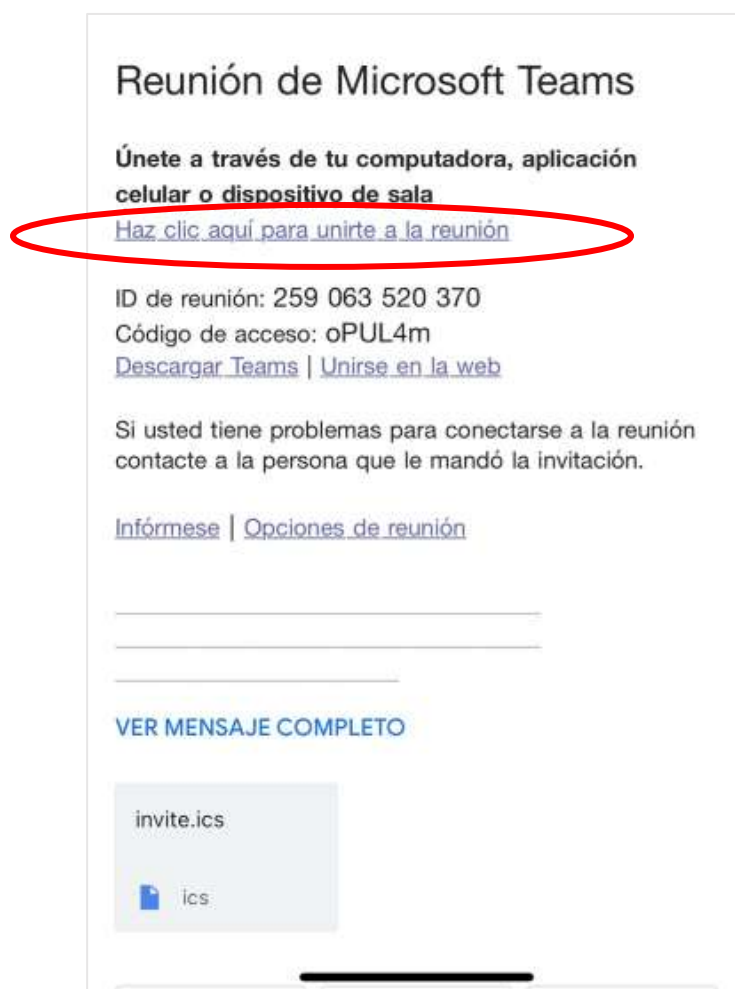 Reunión de Microsoft Teams
Únete a través de tu computadora, aplicación
celular o dispositivo de sala
Haz clic aquí para unirte a la reunión
ID de reunión: 259 063 520 370
Código de acceso: oPUL4m
Descargar Teams | Unirse en la web
Si usted tiene problemas para conectarse a la reunión
contacte a la persona que le mandó la invitación.
Infórmese | Opciones de reunión
VER MENSAJE COMPLETO
invite.ics
ics